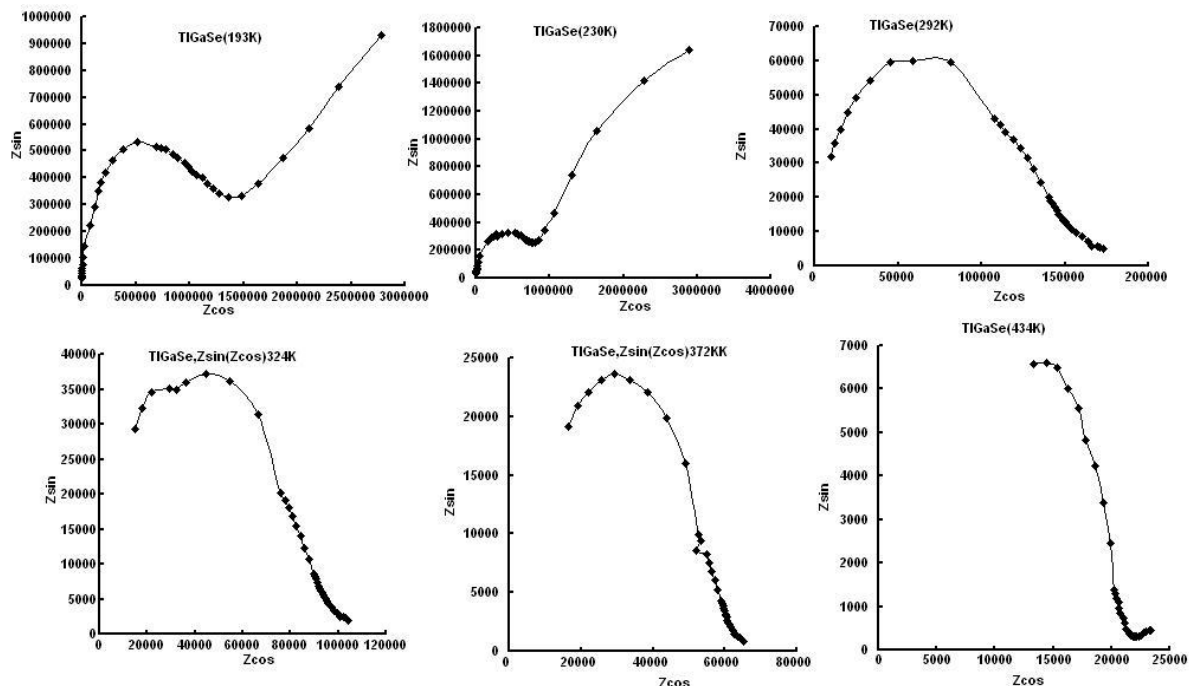 TlGaSe(193K)
1000000
900000
800000
700000
600000
500000
400000
300000
200000
100000
0
Zsin
0 500000 1000000 1500000 2000000 2500000 3000000
Zcos
TlGaSe(230K)
1800000
1600000
1400000
1200000
1000000
800000
600000
400000
200000
0
Zsin
0 1000000 2000000 3000000 4000000
Zcos
TlGaSe(292K)
70000
60000
50000
40000
30000
20000
10000
0
Zsin
0 50000 100000 150000 200000
Zcos
TlGaSe,Zsin(Zcos)324K
40000
35000
30000
25000
20000
15000
10000
5000
0
Zsin
0 20000 40000 60000 80000 100000 120000
Zcos
TlGaSe,Zsin(Zcos)372KK
25000
20000
15000
10000
5000
0
Zsin
0 20000 40000 60000 80000
Zcos
TlGaSe(434K)
7000
6000
5000
4000
3000
2000
1000
0
Zsin
0 5000 10000 15000 20000 25000
Zcos